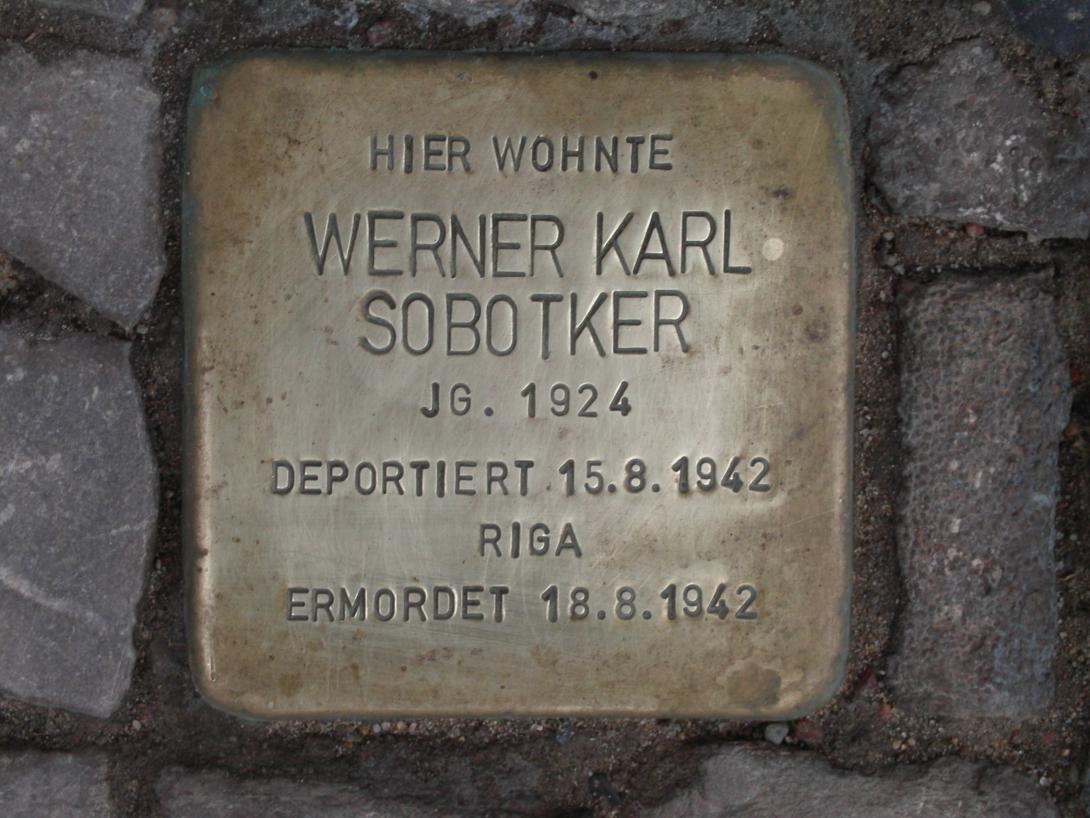 HIER WOHNTE
WERNER KARL
SOBOTKER
JG. 1924
DEPORTIERT 15.8.1942
RIGA
ERMORDET 18.8.1942